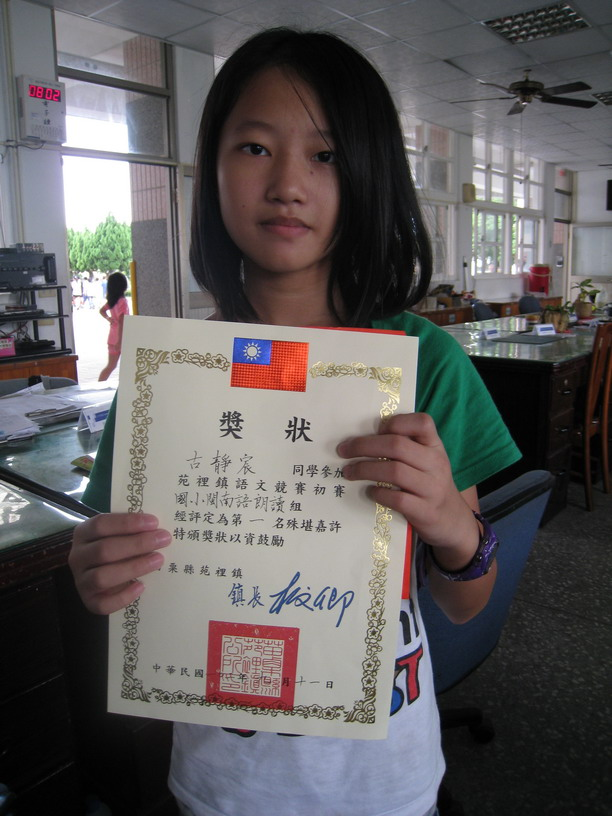 08:02
獎狀
古靜宸 同學參加
苑裡鎮語文競賽初賽
國小閩南語朗讀組
經評定為第一名殊堪嘉許
特頒獎狀以資鼓勵
栗縣苑裡鎮
鎮長
中華民國一 年 月十一日